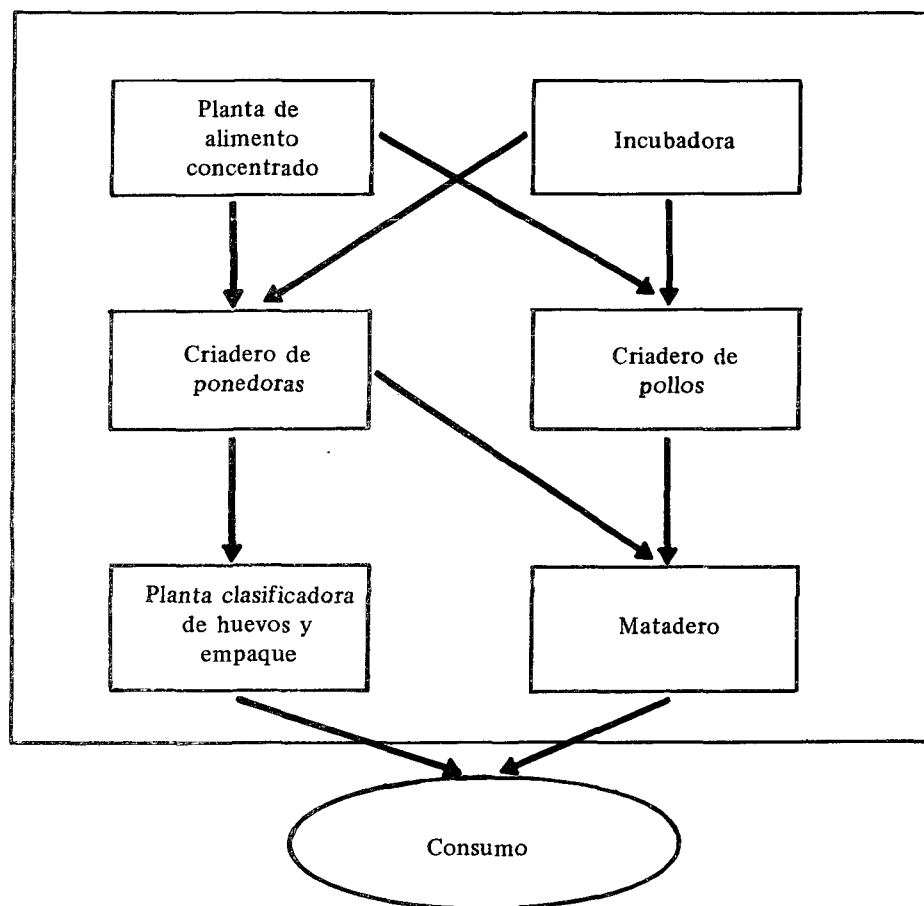 Planta de
alimento
concentrado
Incubadora
Criadero de
ponedoras
Criadero de
pollos
Planta clasificadora
de huevos y
empaque
Matadero
Consumo